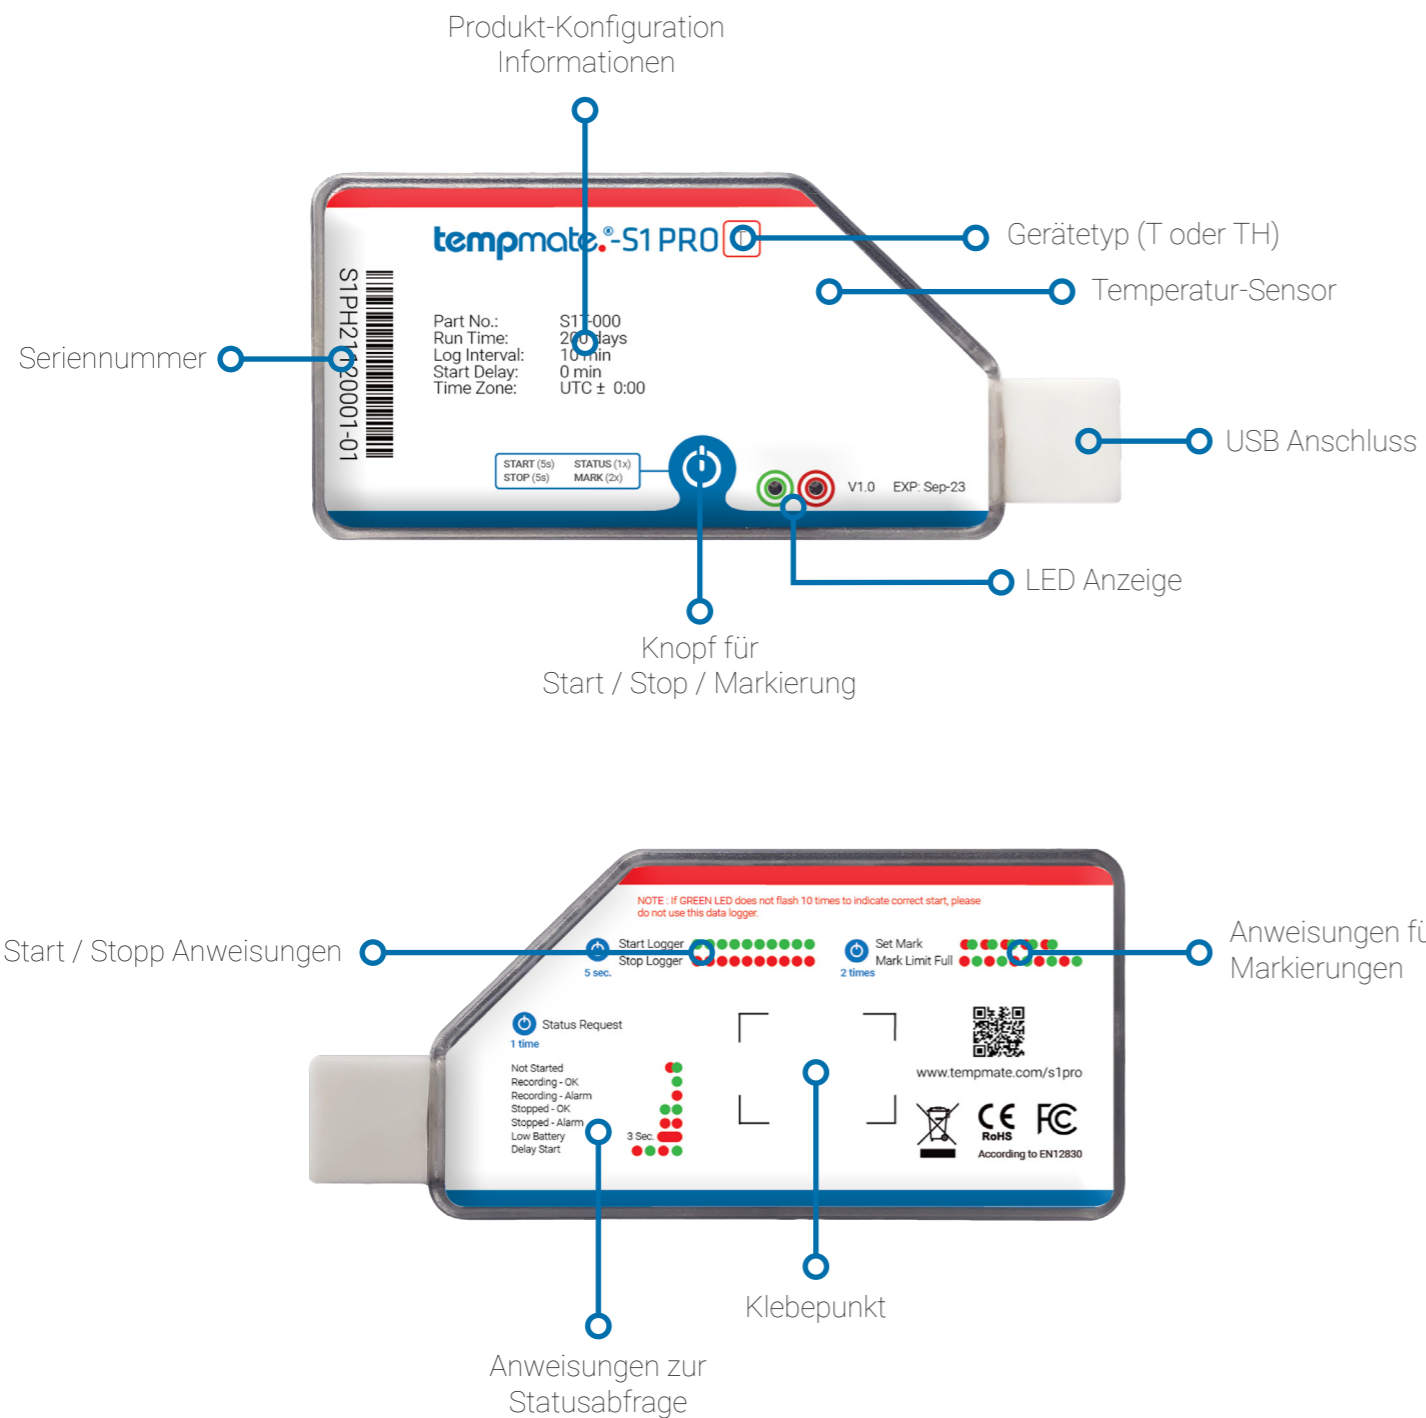 Produkt-Konfiguration
Informationen
tempmate.®-S1 PRO T
Gerätetyp (T oder TH)
Temperatur-Sensor
Seriennummer
Part No.: S1T-000
Run Time: 200 days
Log Interval: 10 min
Start Delay: 0 min
Time Zone: UTC ± 0:00
USB Anschluss
START (5s) STATUS (1x)
STOP (5s) MARK (2x)
V1.0 EXP: Sep-23
LED Anzeige
Knopf für
Start / Stop / Markierung
NOTE : If GREEN LED does not flash 10 times to indicate correct start, please
do not use this data logger.
Start / Stopp Anweisungen
Start Logger
Stop Logger
5 sec.
Set Mark
Mark Limit Full
2 times
Anweisungen fü
Markierungen
Status Request
1 time
Not Started
Recording - OK
Recording - Alarm
Stopped - OK
Stopped - Alarm
Low Battery 3 Sec.
Delay Start
www.tempmate.com/s1pro
CE
RoHS
FC
According to EN12830
Klebepunkt
Anweisungen zur
Statusabfrage